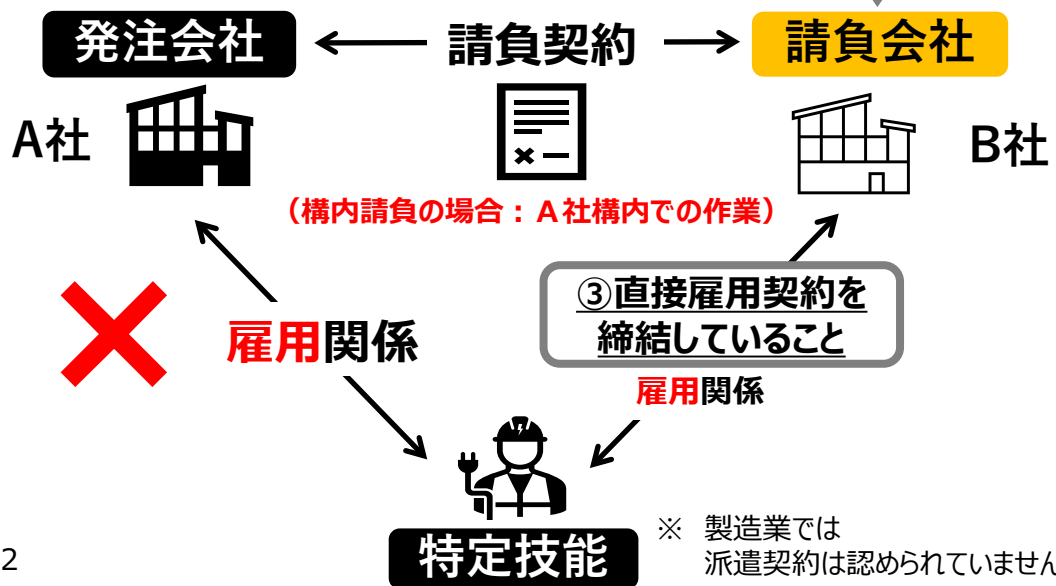 発注会社
請負契約
請負会社
A社
B社
（構内請負の場合：Ａ社構内での作業）
③直接雇用契約を
締結していること
雇用関係
雇用関係
特定技能
※ 製造業では
派遣契約は認められていません
2